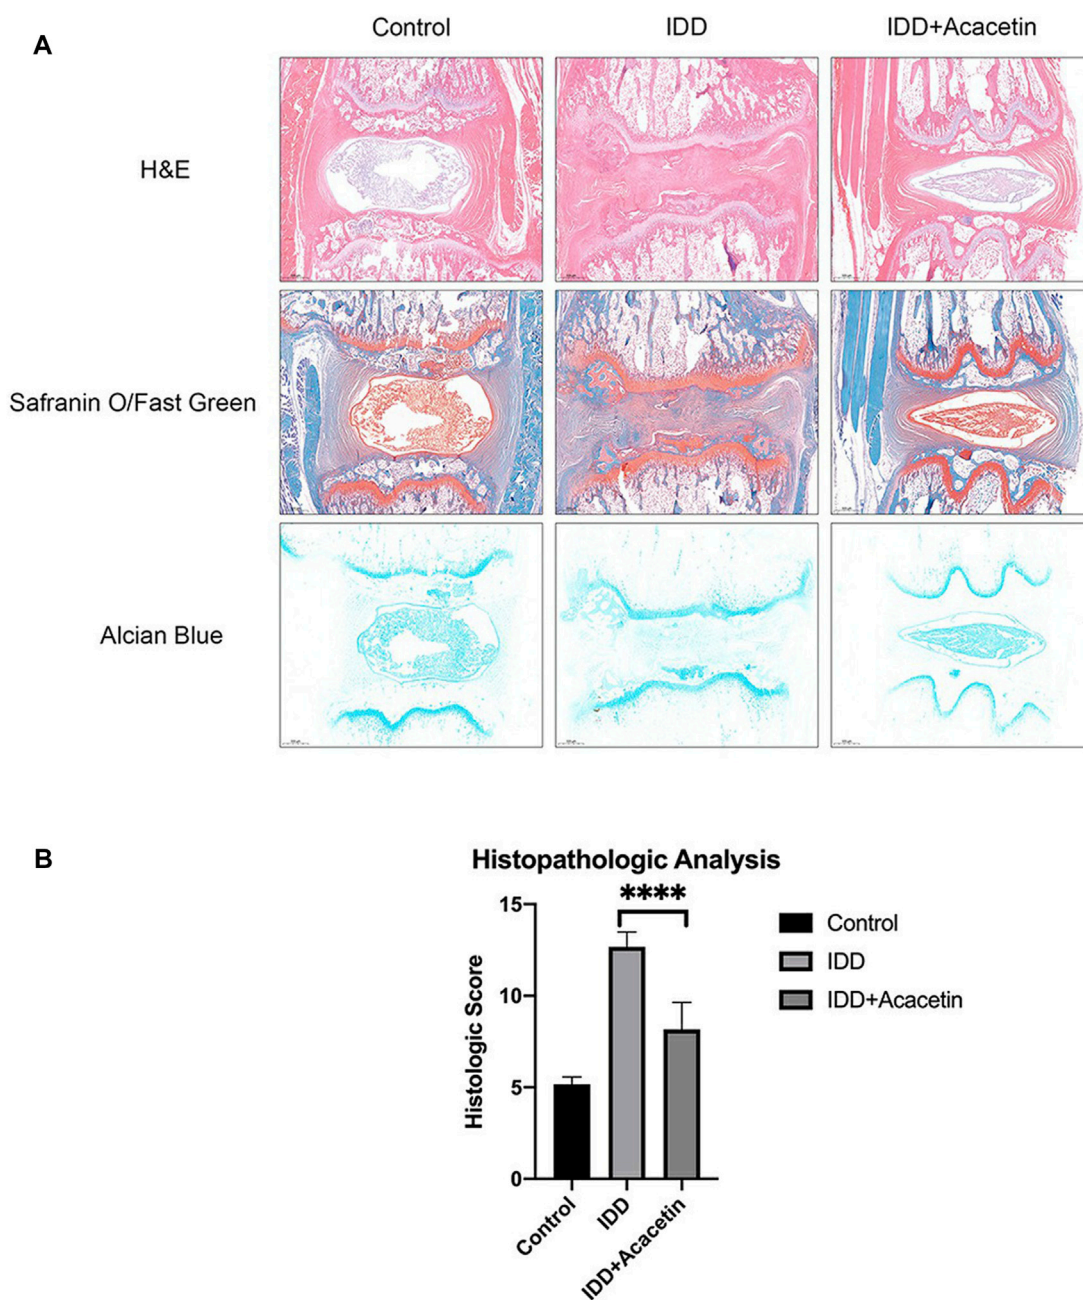 A
Control
IDD
IDD+Acacetin
H&E
Safranin O/Fast Green
Alcian Blue
B
Histopathologic Analysis
****
15
10
5
0
Histologic Score
Control
IDD
IDD+Acacetin
Control
IDD
IDD+Acacetin